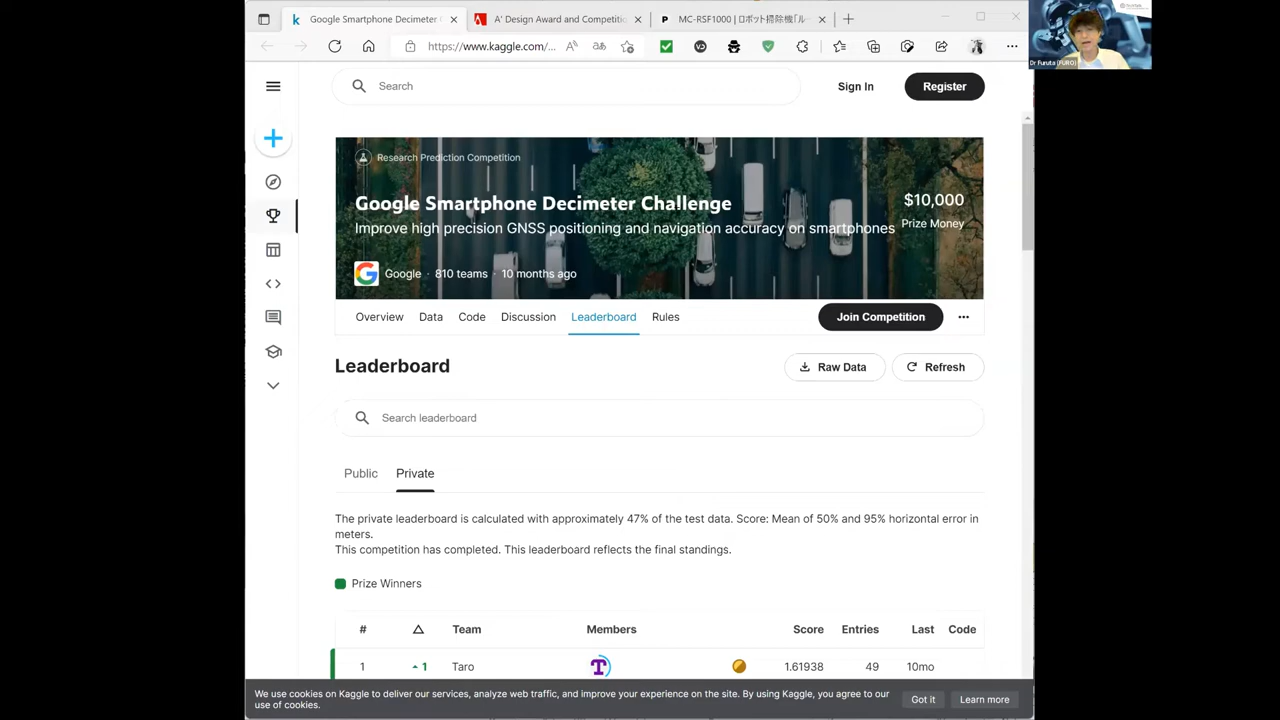 Google Smartphone Decimeter
A' Design Award and Competiti
MC-RSF1000 | ロボット掃除機「ル
https://www.kaggle.com/...
Dr Furuta (FURO)
Search
Sign In
Register
Research Prediction Competition
Google Smartphone Decimeter Challenge
Improve high precision GNSS positioning and navigation accuracy on smartphones
$10,000
Prize Money
Google · 810 teams · 10 months ago
Overview Data Code Discussion Leaderboard Rules
Join Competition
Leaderboard
Raw Data
Refresh
Search leaderboard
Public Private
The private leaderboard is calculated with approximately 47% of the test data. Score: Mean of 50% and 95% horizontal error in
meters.
This competition has completed. This leaderboard reflects the final standings.
Prize Winners
# △ Team Members Score Entries Last Code
1 1 Taro 1.61938 49 10mo
We use cookies on Kaggle to deliver our services, analyze web traffic, and improve your experience on the site. By using Kaggle, you agree to our
use of cookies.
Got it
Learn more